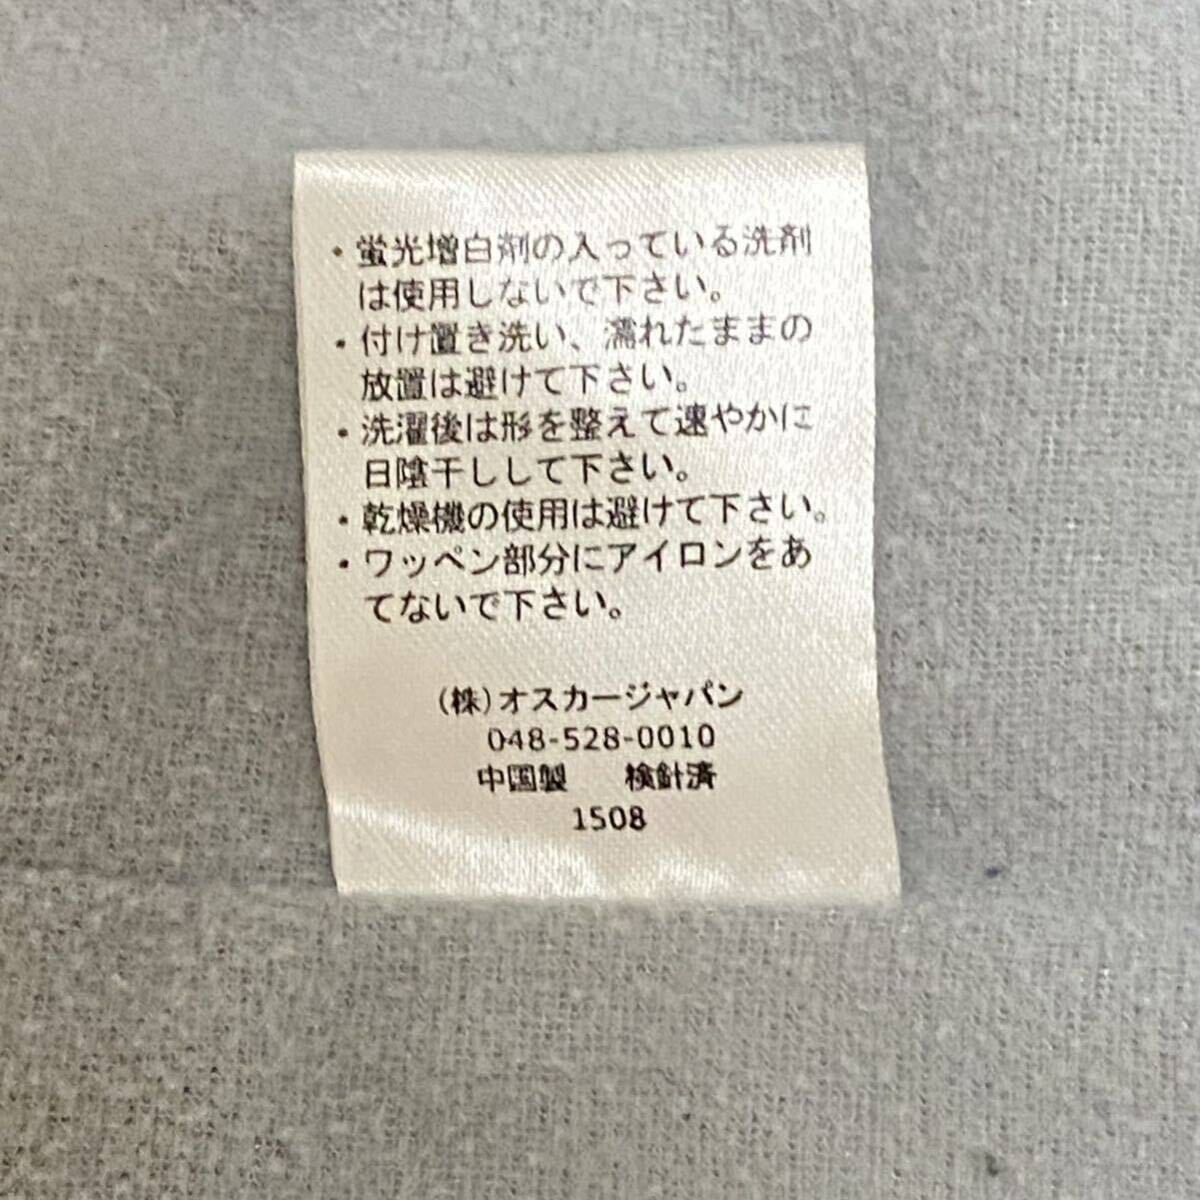 ・蛍光増白剤の入っている洗剤
は使用しないで下さい。
・付け置き洗い、濡れたままの
放置は避けて下さい。
・洗濯後は形を整えて速やかに
日陰干しして下さい。
・乾燥機の使用は避けて下さい。
・ワッペン部分にアイロンをあ
てないで下さい。
(株)オスカージャパン
048-528-0010
中国製　検針済
1508